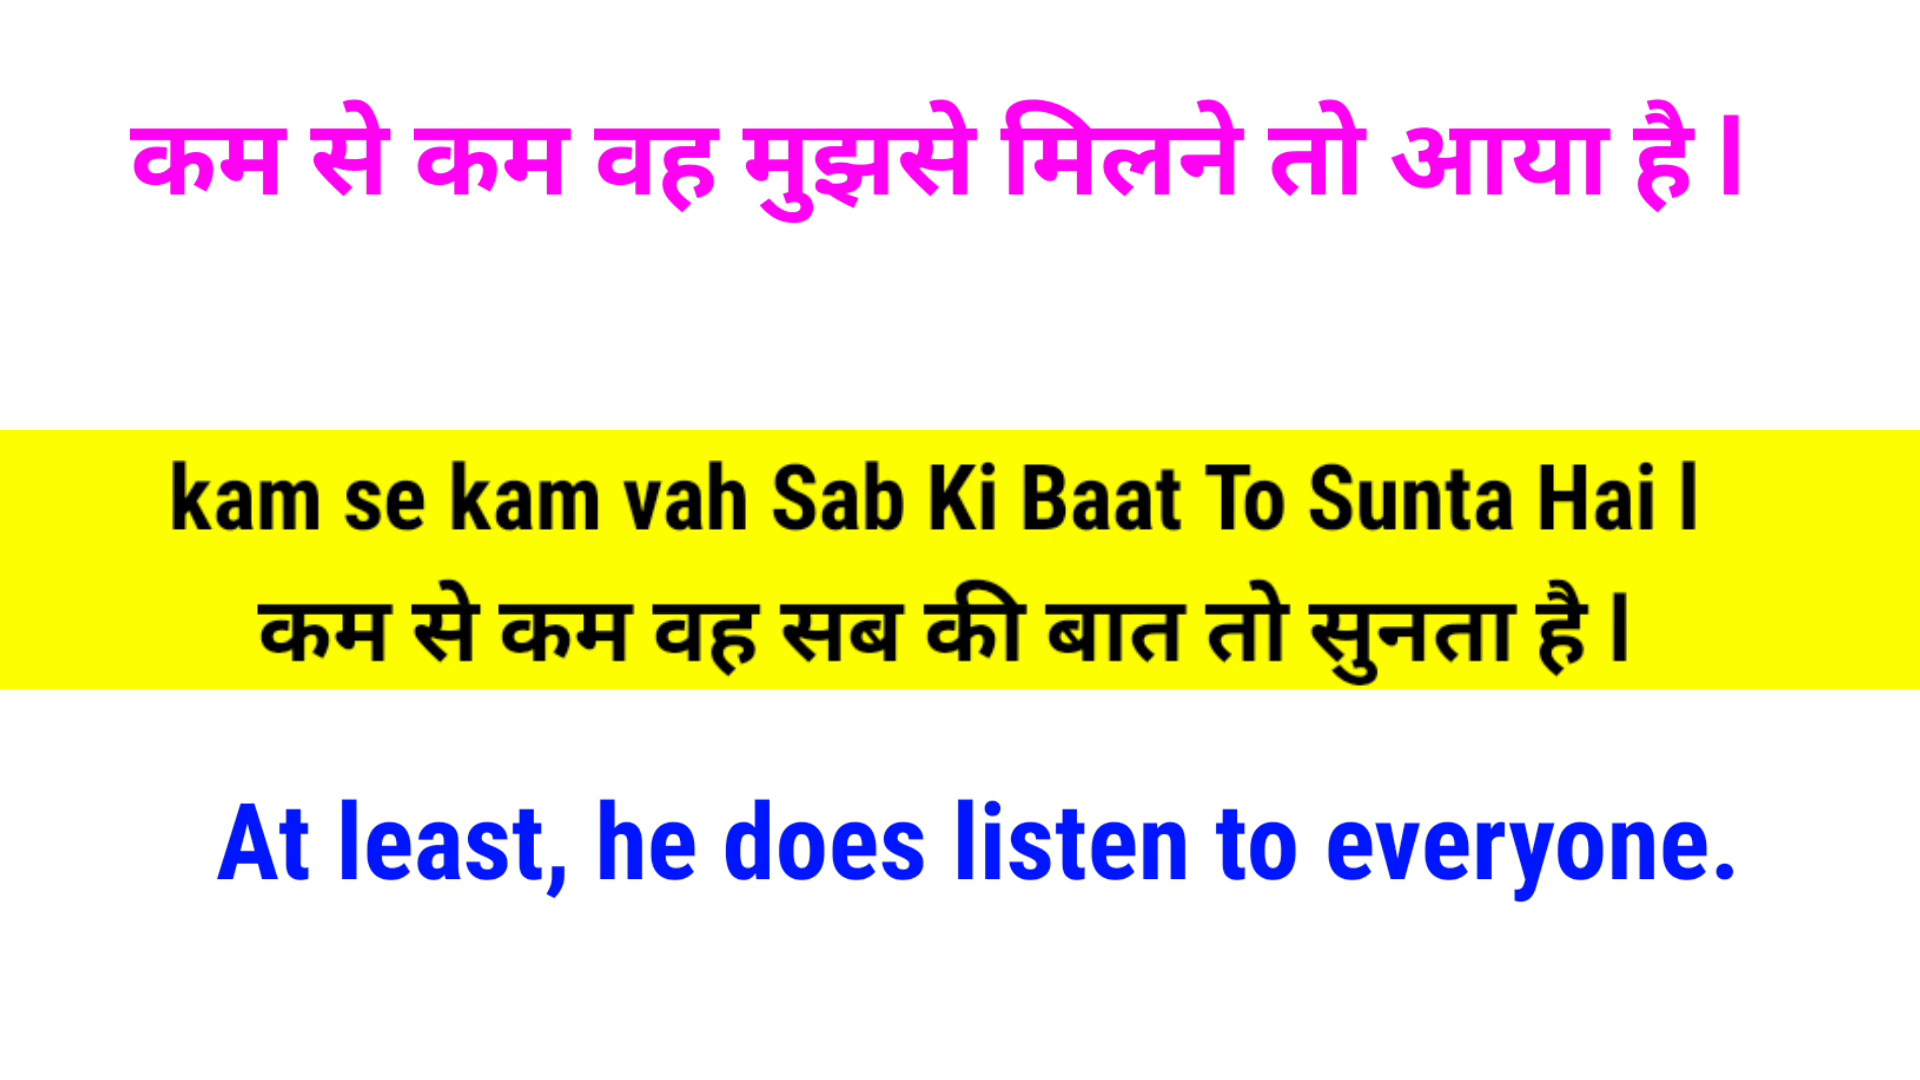 कम से कम वह मुझसे मिलने तो आया है l
kam se kam vah Sab Ki Baat To Sunta Hai l
कम से कम वह सब की बात तो सुनता है l
At least, he does listen to everyone.